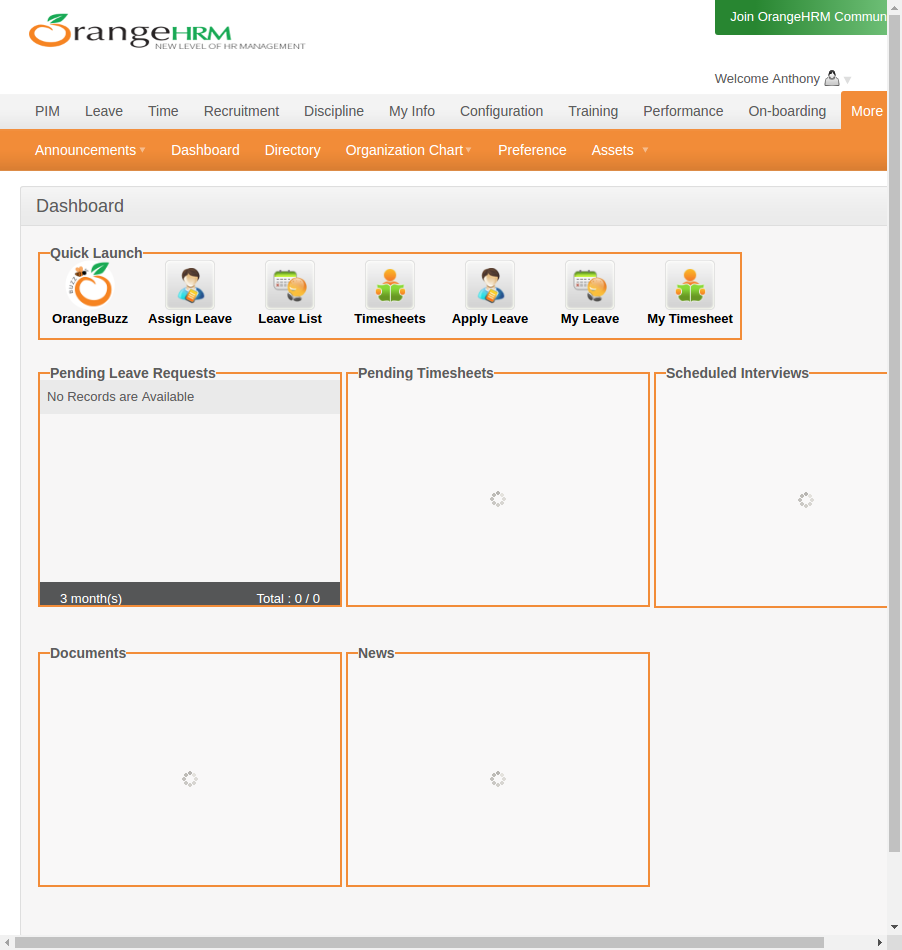 Join OrangeHRM Commun
OrangeHRM
NEW LEVEL OF HR MANAGEMENT
Welcome Anthony
PIM Leave Time Recruitment Discipline My Info Configuration Training Performance On-boarding More
Announcements Dashboard Directory Organization Chart Preference Assets
Dashboard
Quick Launch
BUZZ
OrangeBuzz Assign Leave Leave List Timesheets Apply Leave My Leave My Timesheet
Pending Leave Requests Pending Timesheets Scheduled Interviews
No Records are Available
3 month(s) Total : 0 / 0
Documents News